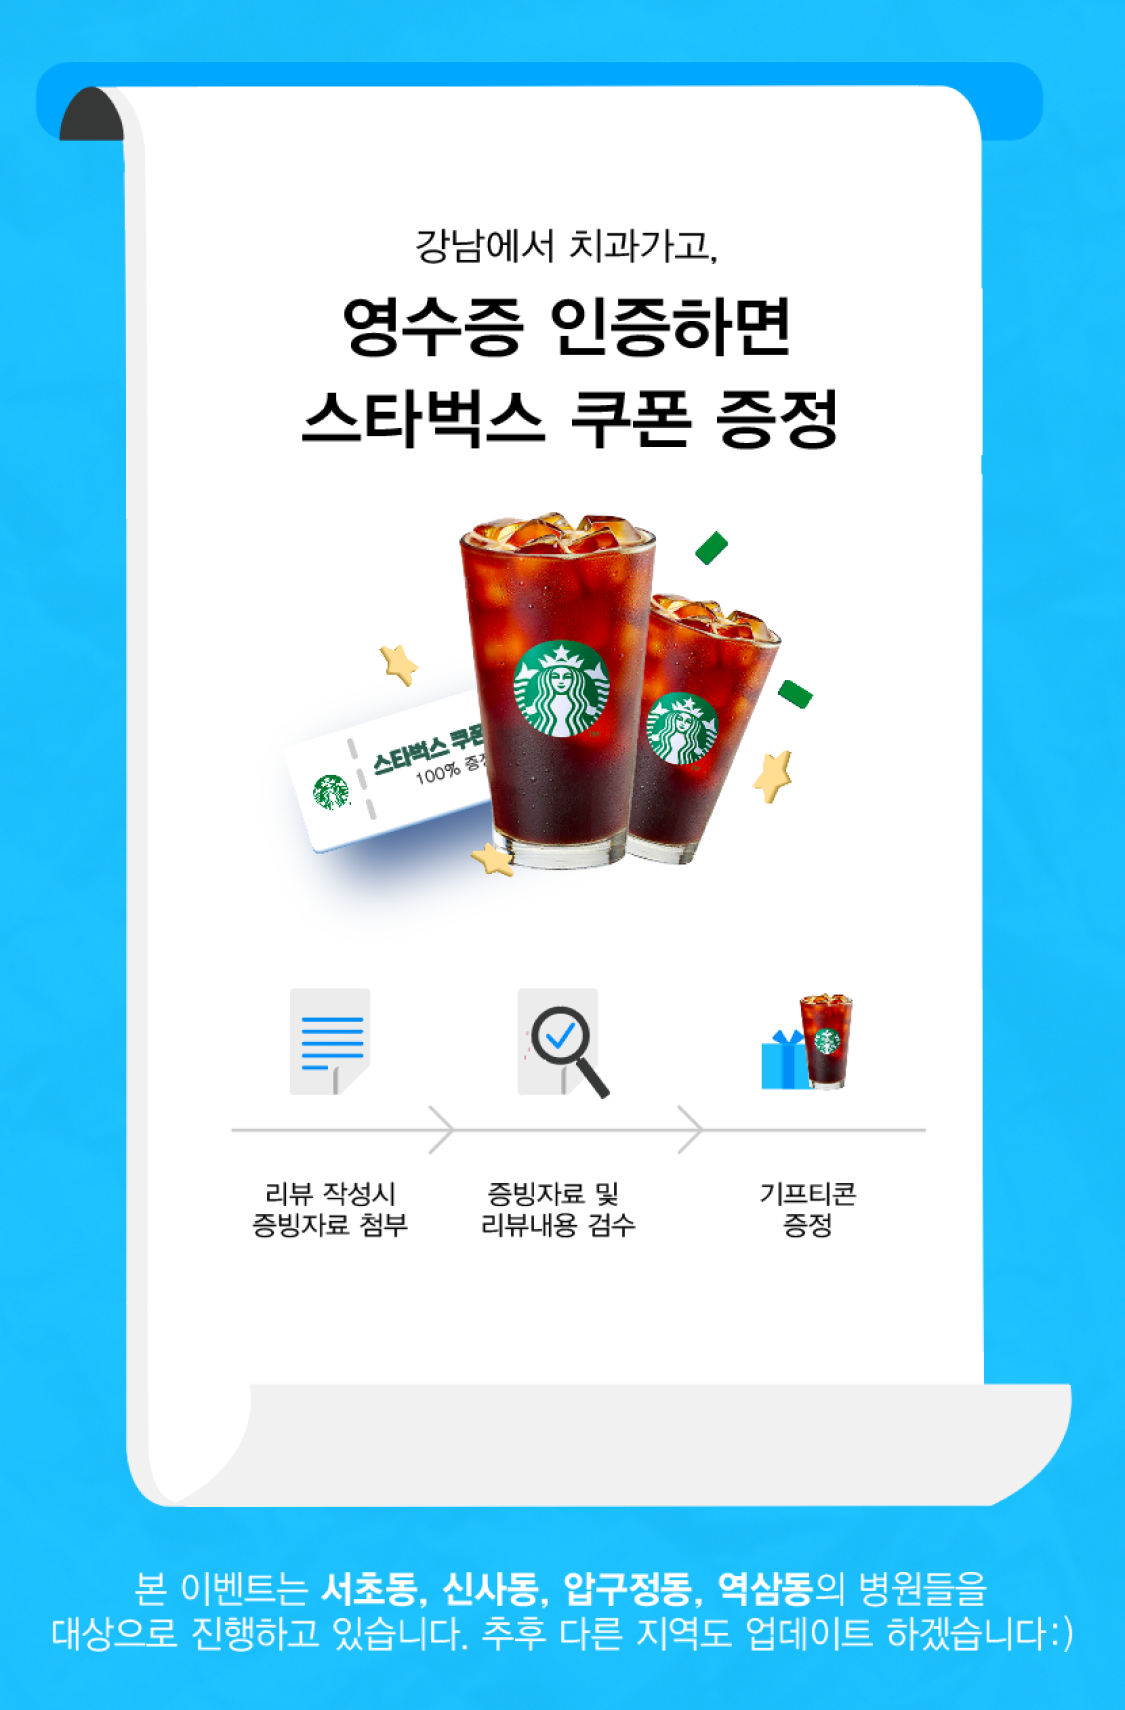 강남에서 치과가고,
영수증 인증하면
스타벅스 쿠폰 증정
스타벅스 쿠폰
100% 증정
TM
리뷰 작성시
증빙자료 첨부
증빙자료 및
리뷰내용 검수
기프티콘
증정
본 이벤트는 서초동, 신사동, 압구정동, 역삼동의 병원들을
대상으로 진행하고 있습니다. 추후 다른 지역도 업데이트 하겠습니다:)